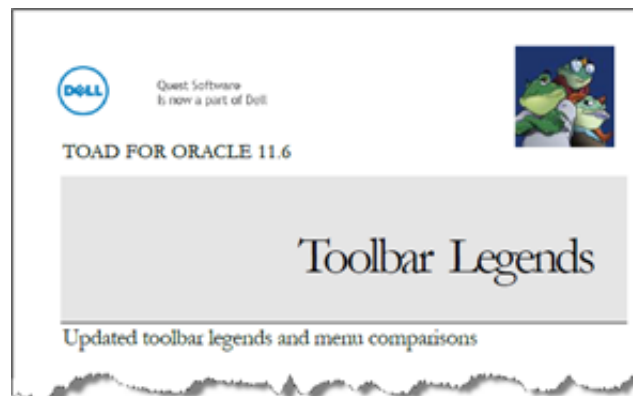 DELL
Quest Software
Is now a part of Dell
TOAD FOR ORACLE 11.6
Toolbar Legends
Updated toolbar legends and menu comparisons